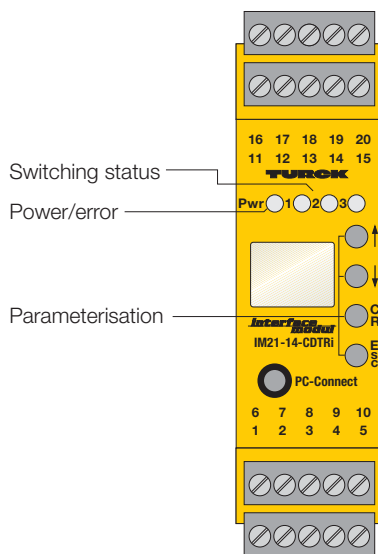 16 17 18 19 20
11 12 13 14 15
TURCK
Switching status
Pwr 1 2 3
Power/error
Parameterisation
Interface
modul
IM21-14-CDTRi
PC-Connect
6 7 8 9 10
1 2 3 4 5